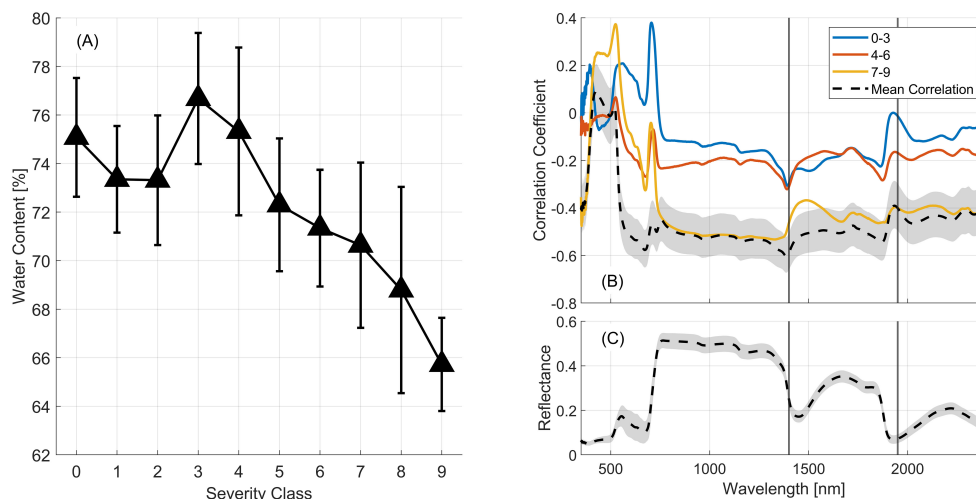 (A)
80
78
76
74
72
70
68
66
64
62
Water Content [%]
0 1 2 3 4 5 6 7 8 9
Severity Class
(B)
0.4
0.2
0
-0.2
-0.4
-0.6
-0.8
Correlation Coefficient
0-3
4-6
7-9
Mean Correlation
(C)
0.6
0.4
0.2
0
Reflectance
500 1000 1500 2000
Wavelength [nm]